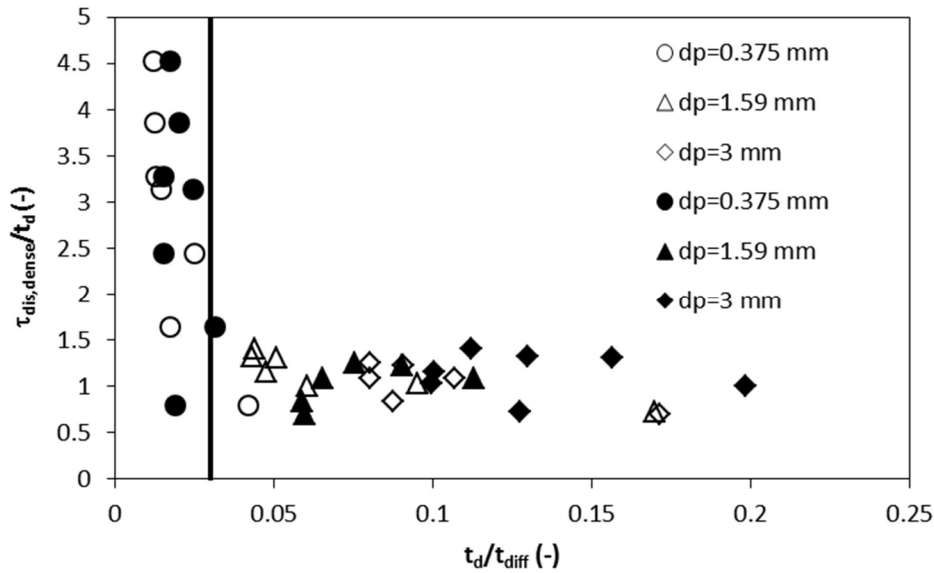 5
4.5
4
3.5
3
2.5
2
1.5
1
0.5
0
0
0.05
0.1
0.15
0.2
0.25
τdis,dense/td (-)
td/tdiff (-)
dp=0.375 mm
dp=1.59 mm
dp=3 mm
dp=0.375 mm
dp=1.59 mm
dp=3 mm